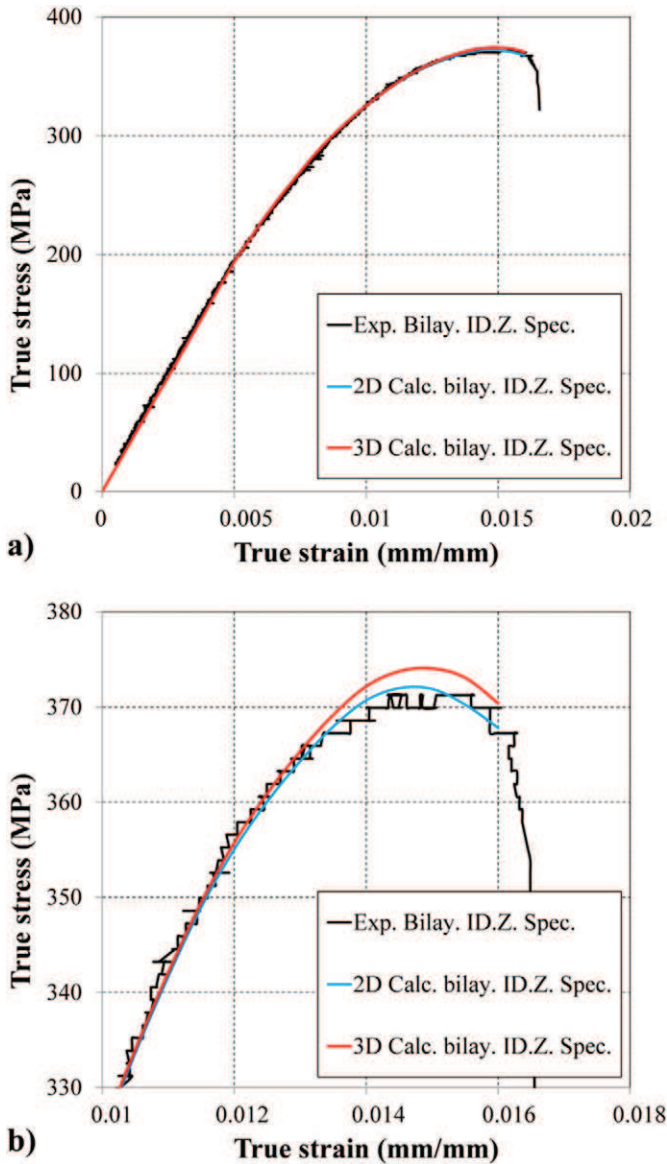 400
300
200
100
0
True stress (MPa)
Exp. Bilay. ID.Z. Spec.
2D Calc. bilay. ID.Z. Spec.
3D Calc. bilay. ID.Z. Spec.
0 0.005 0.01 0.015 0.02
a) True strain (mm/mm)
380
370
360
350
340
330
True stress (MPa)
Exp. Bilay. ID.Z. Spec.
2D Calc. bilay. ID.Z. Spec.
3D Calc. bilay. ID.Z. Spec.
0.01 0.012 0.014 0.016 0.018
b) True strain (mm/mm)